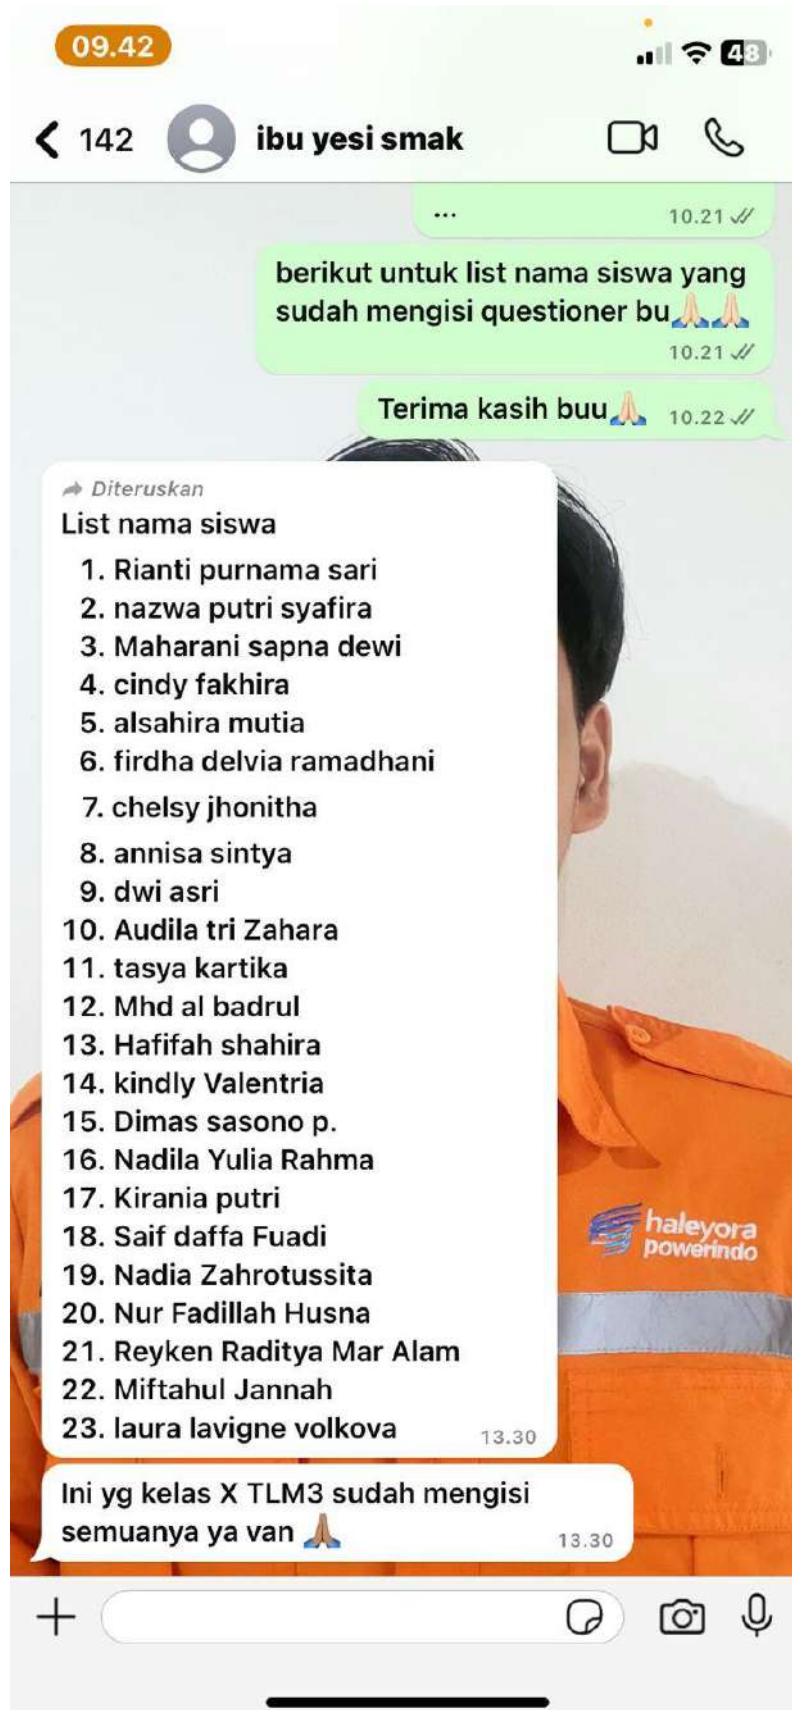 09.42
48
142
ibu yesi smak
...
10.21
berikut untuk list nama siswa yang
sudah mengisi questioner bu🙏🏻🙏🏻
10.21
Terima kasih buu🙏🏻 10.22
Diteruskan
List nama siswa
1. Rianti purnama sari
2. nazwa putri syafira
3. Maharani sapna dewi
4. cindy fakhira
5. alsahira mutia
6. firdha delvia ramadhani
7. chelsy jhonitha
8. annisa sintya
9. dwi asri
10. Audila tri Zahara
11. tasya kartika
12. Mhd al badrul
13. Hafifah shahira
14. kindly Valentria
15. Dimas sasono p.
16. Nadila Yulia Rahma
17. Kirania putri
18. Saif daffa Fuadi
19. Nadia Zahrotussita
20. Nur Fadillah Husna
21. Reyken Raditya Mar Alam
22. Miftahul Jannah
23. laura lavigne volkova
13.30
haleyora
powerindo
Ini yg kelas X TLM3 sudah mengisi
semuanya ya van 🙏🏽
13.30